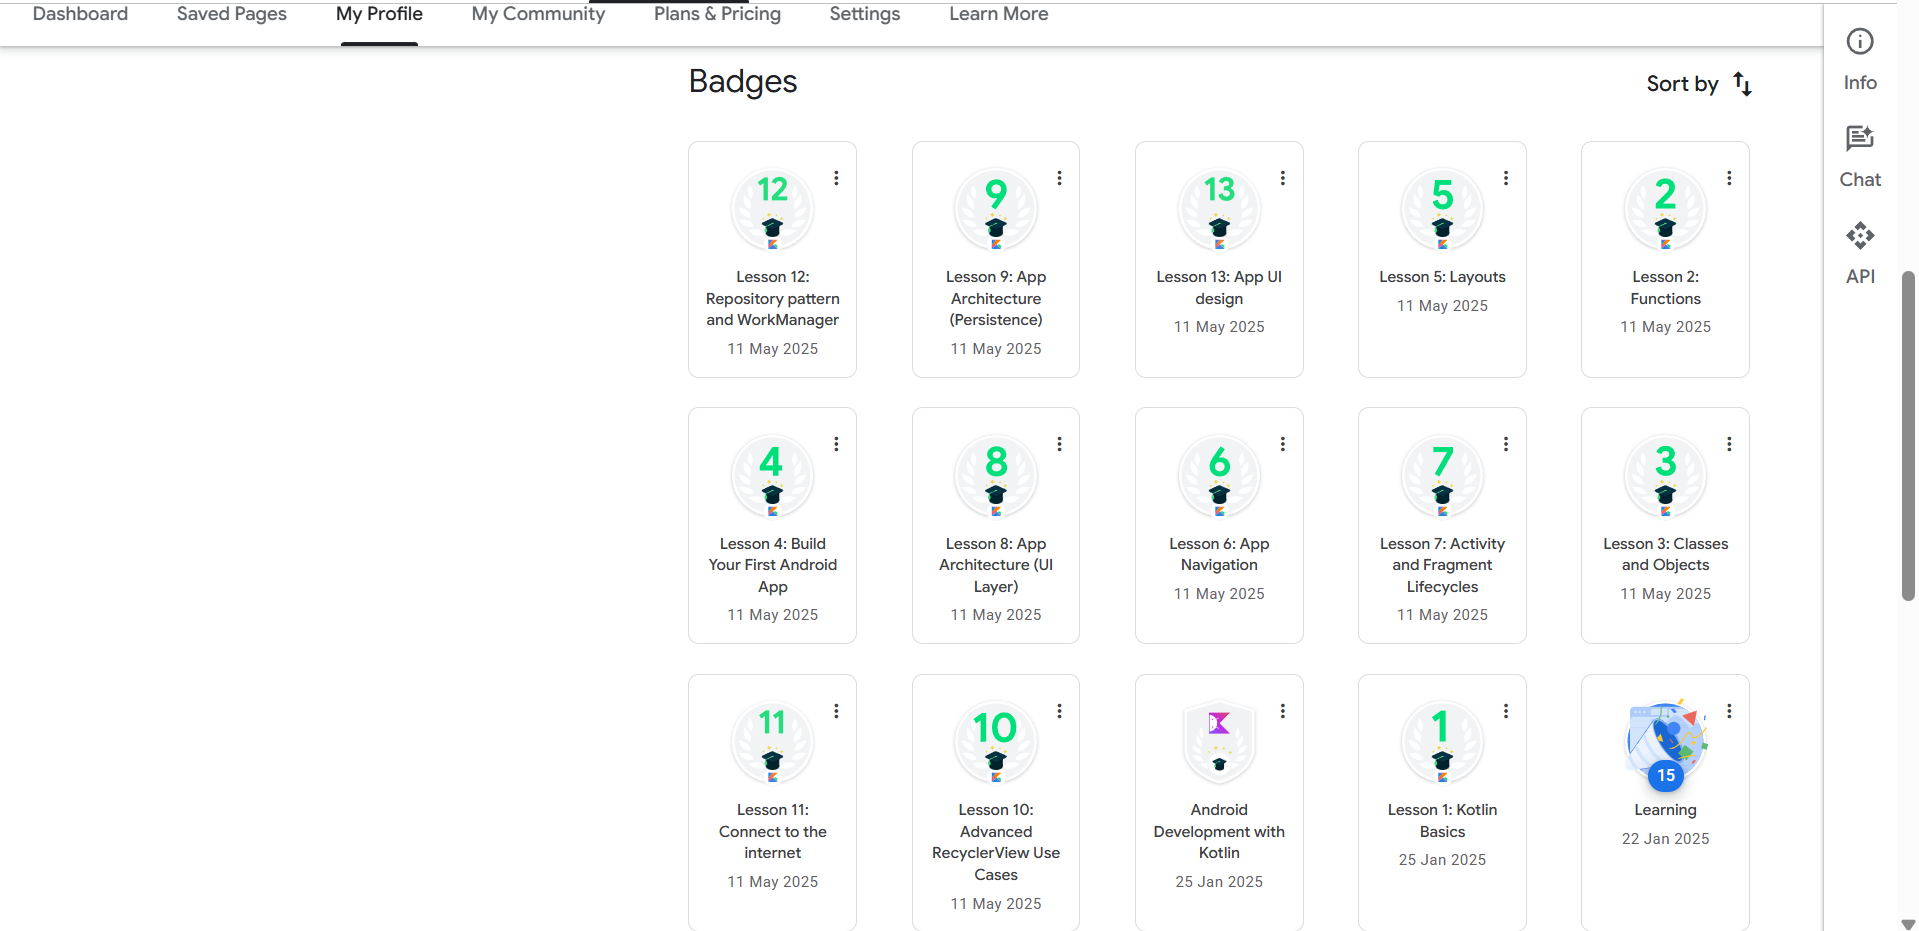 Dashboard Saved Pages My Profile My Community Plans & Pricing Settings Learn More
Badges
Sort by
Info
Chat
API
12
Lesson 12:
Repository pattern
and WorkManager
11 May 2025
9
Lesson 9: App
Architecture
(Persistence)
11 May 2025
13
Lesson 13: App UI
design
11 May 2025
5
Lesson 5: Layouts
11 May 2025
2
Lesson 2:
Functions
11 May 2025
4
Lesson 4: Build
Your First Android
App
11 May 2025
8
Lesson 8: App
Architecture (UI
Layer)
11 May 2025
6
Lesson 6: App
Navigation
11 May 2025
7
Lesson 7: Activity
and Fragment
Lifecycles
11 May 2025
3
Lesson 3: Classes
and Objects
11 May 2025
11
Lesson 11:
Connect to the
internet
11 May 2025
10
Lesson 10:
Advanced
RecyclerView Use
Cases
11 May 2025
Android
Development with
Kotlin
25 Jan 2025
1
Lesson 1: Kotlin
Basics
25 Jan 2025
15
Learning
22 Jan 2025